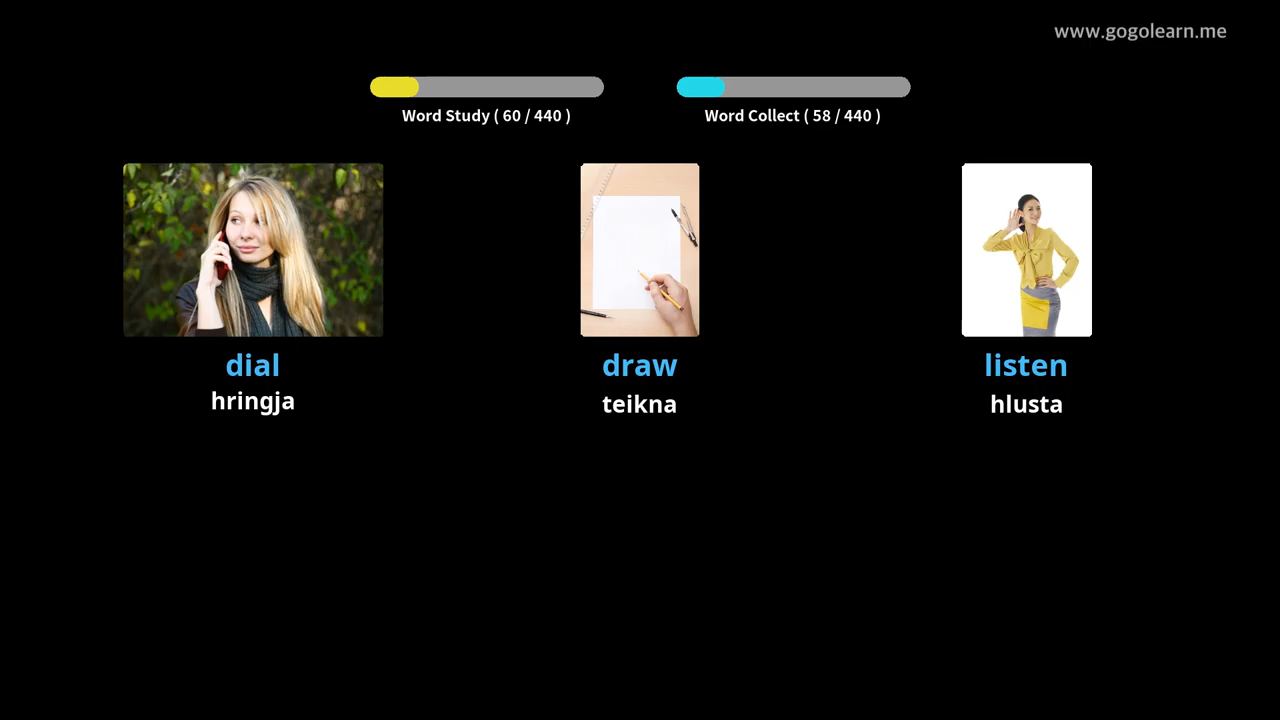 www.gogolearn.me
Word Study ( 60 / 440 )
Word Collect ( 58 / 440 )
dial
hringja
draw
teikna
listen
hlusta